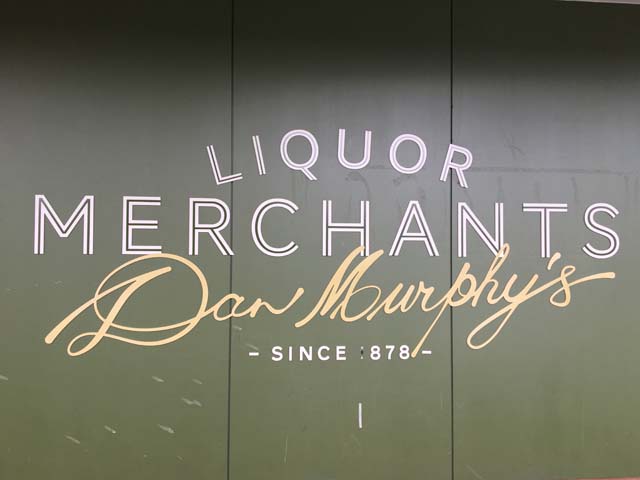 LIQUOR
MERCHANTS
Dan Murphy's
- SINCE 1878 -